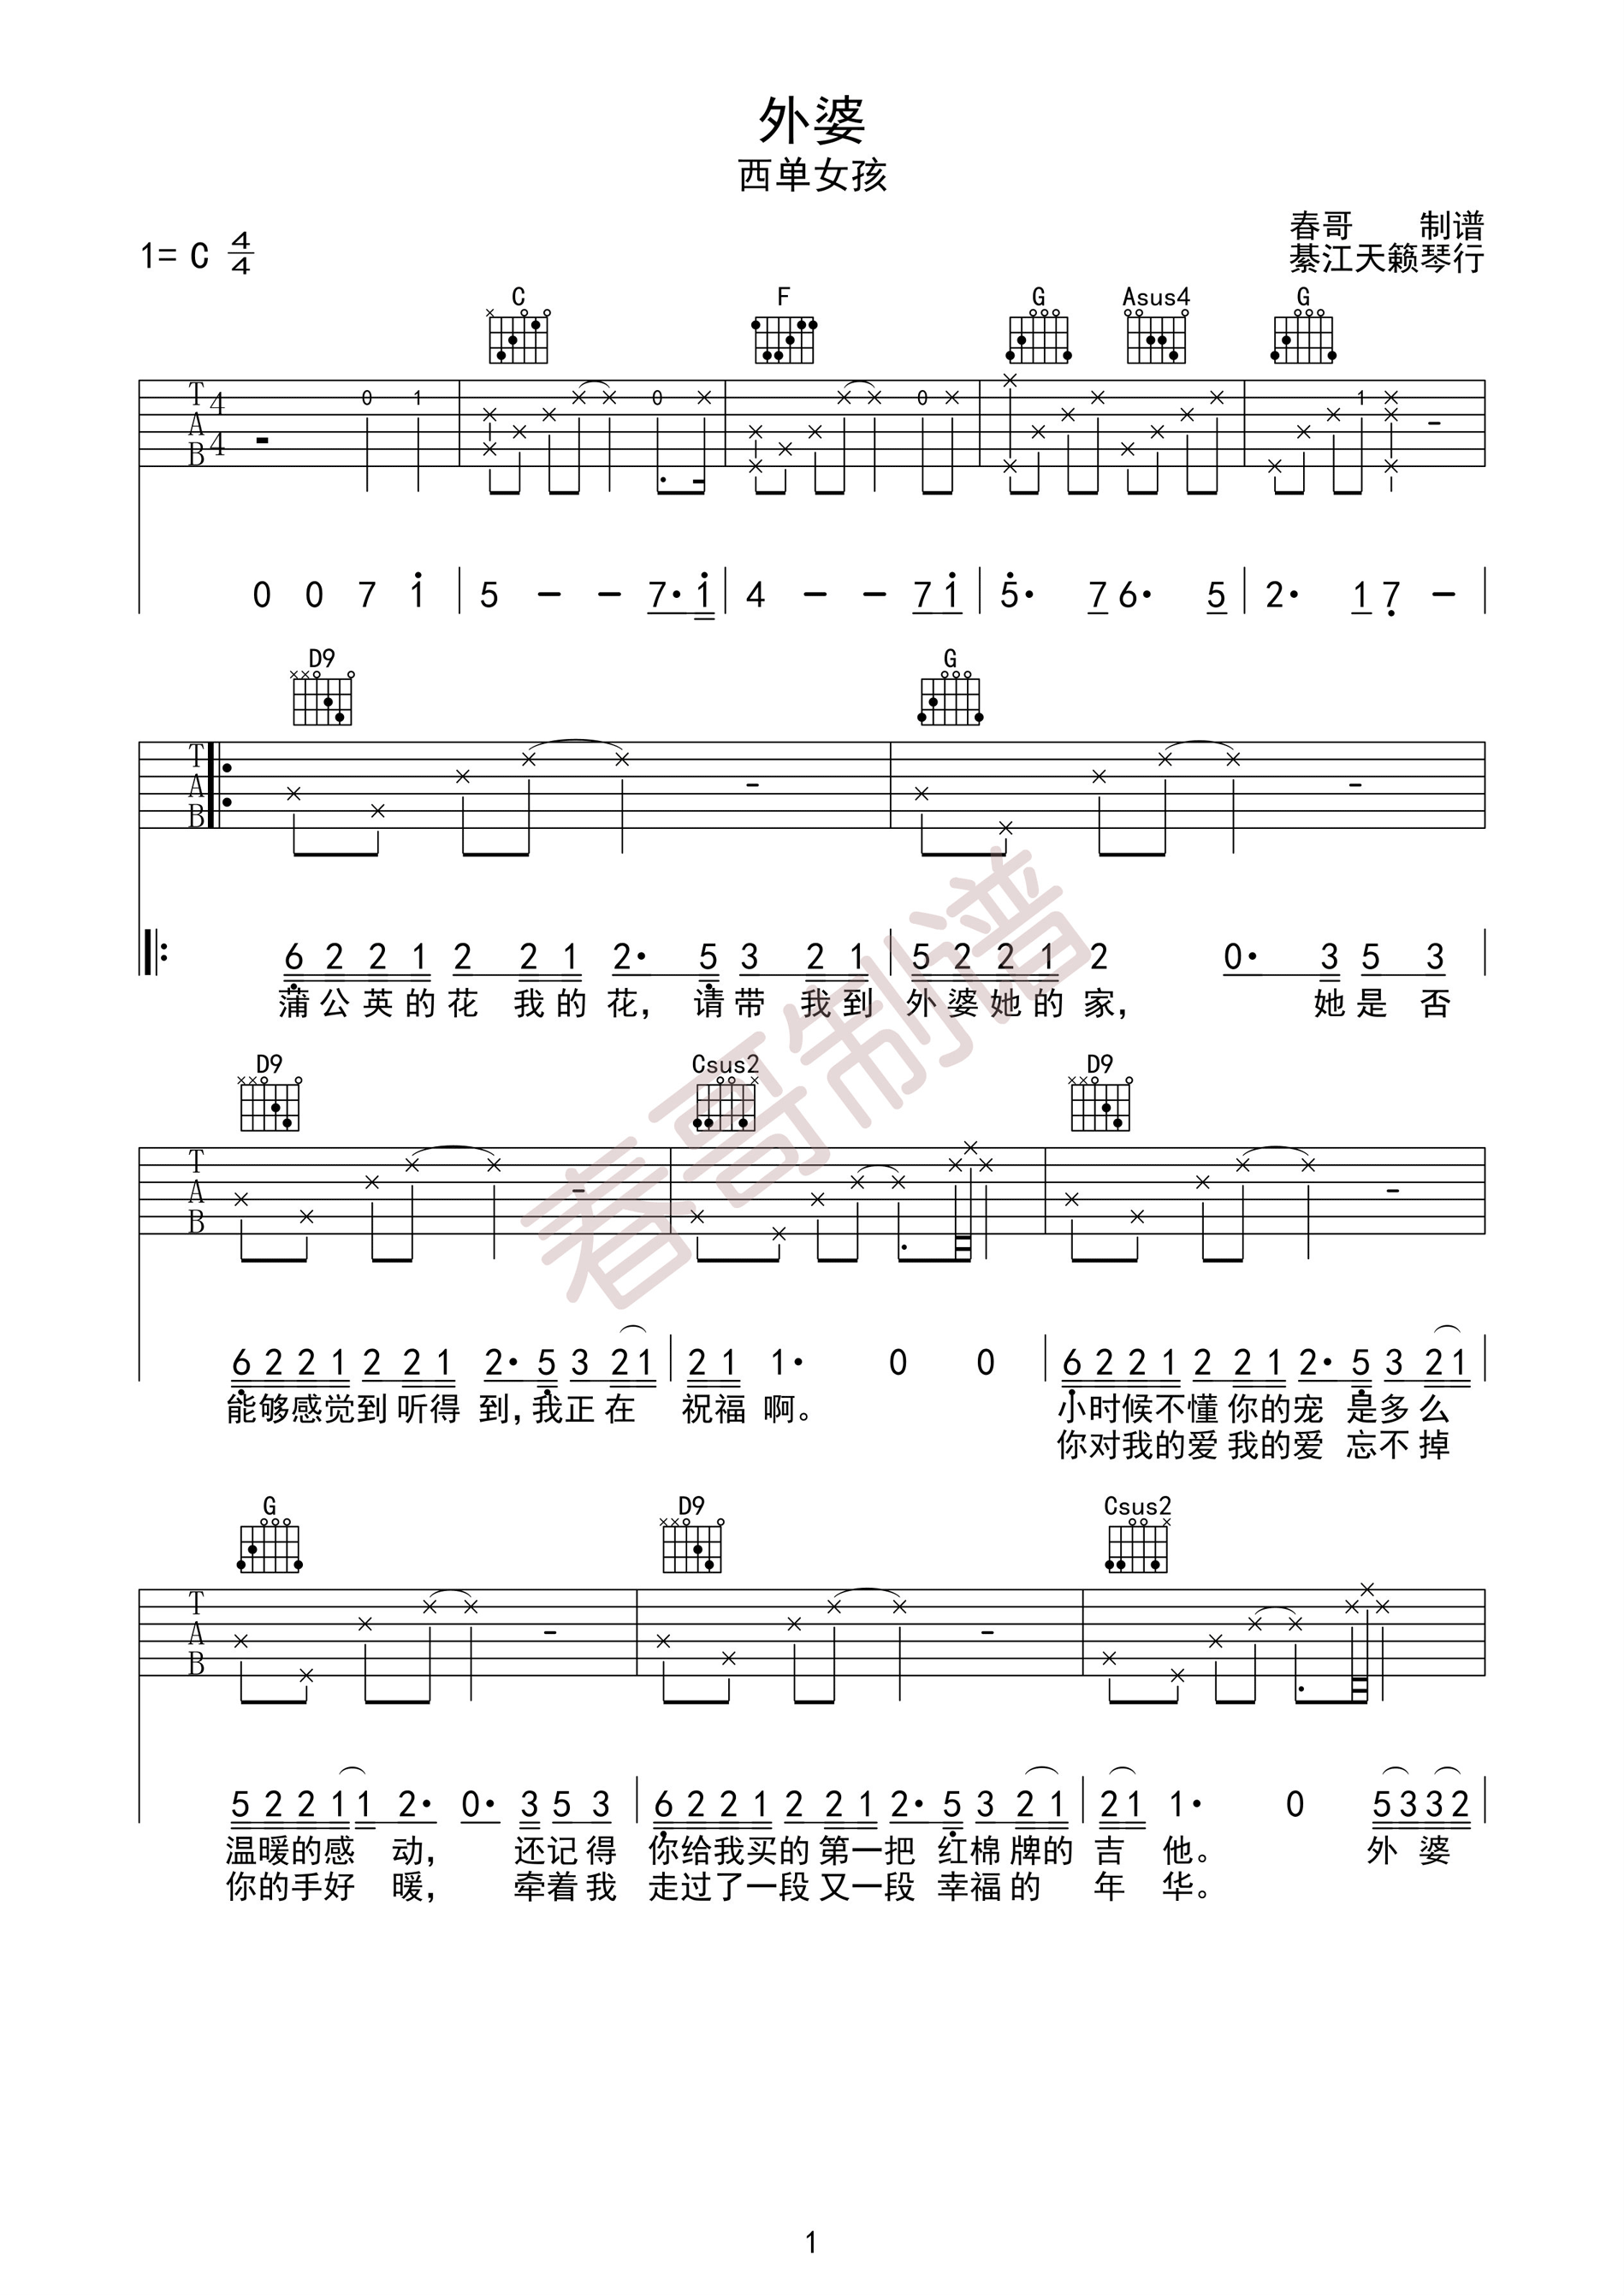 外婆
西单女孩
春哥 制谱
1= C 4/4
綦江天籁琴行
C F G Asus4 G
T A B 4 4 0 1 0 0 0 1
0 0 7 1 5 - - 7· 1 4 - - 7 1 5· 7 6· 5 2· 1 7 -
D9 G
T A B
6 2 2 1 2 2 1 2· 5 3 2 1 5 2 2 1 2 0· 3 5 3
蒲公英的花 我的花, 请带 我到 外婆她的家, 她是 否
D9 Csus2 D9
T A B
6 2 2 1 2 2 1 2· 5 3 2 1 2 1 1· 0 0 6 2 2 1 2 2 1 2· 5 3 2 1
能够感觉到听得 到,我正在 祝福 啊。 小时候不懂你的宠 是多么
你对我的爱我的爱 忘不掉
G D9 Csus2
T A B
5 2 2 1 1 2· 0· 3 5 3 6 2 2 1 2 2 1 2· 5 3 2 1 2 1 1· 0 5 3 3 2
温暖的感 动, 还记得 你给我买的第一把 红棉牌的 吉 他。 外 婆
你的手好 暖, 牵着我 走过了一段又一段 幸福的 年 华。
春哥制谱
1